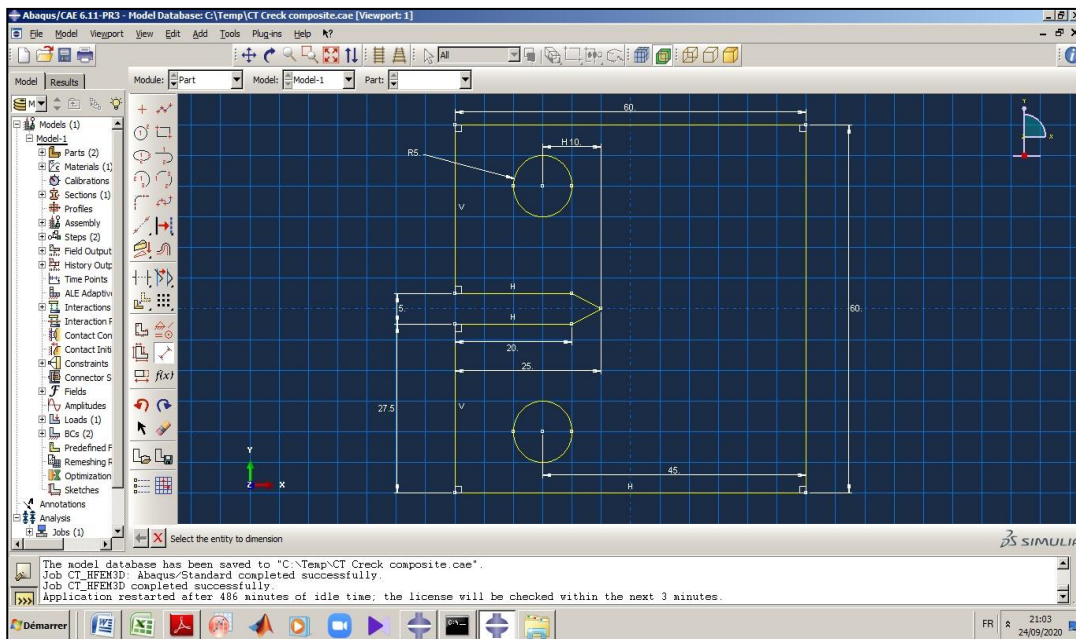 Abaqus/CAE 6.11-PR3 - Model Database: C:\Temp\CT Creck composite.cae [Viewport: 1]
File Model Viewport View Edit Add Tools Plug-ins Help
All
Model Results
Module: Part Model: Model-1 Part:
M
Models (1)
Model-1
Parts (2)
Materials (1)
Calibrations
Sections (1)
Profiles
Assembly
Steps (2)
Field Output
History Outp
Time Points
ALE Adaptive
Interactions
Interaction P
Contact Con
Contact Initi
Constraints
Connector S
Fields
Amplitudes
Loads (1)
BCs (2)
Predefined F
Remeshing R
Optimization
Sketches
Annotations
Analysis
Jobs (1)
f(x)
60.
H 10.
R5.
V
H
5.
H
20.
25.
60.
27.5
V
45.
H
Y
Z X
Y
X
Select the entity to dimension
SIMULIA
The model database has been saved to "C:\Temp\CT Creck composite.cae".
Job CT_HFEM3D: Abaqus/Standard completed successfully.
Job CT_HFEM3D completed successfully.
Application restarted after 486 minutes of idle time; the license will be checked within the next 3 minutes.
>>>
Démarrer
FR
21:03
24/09/2020